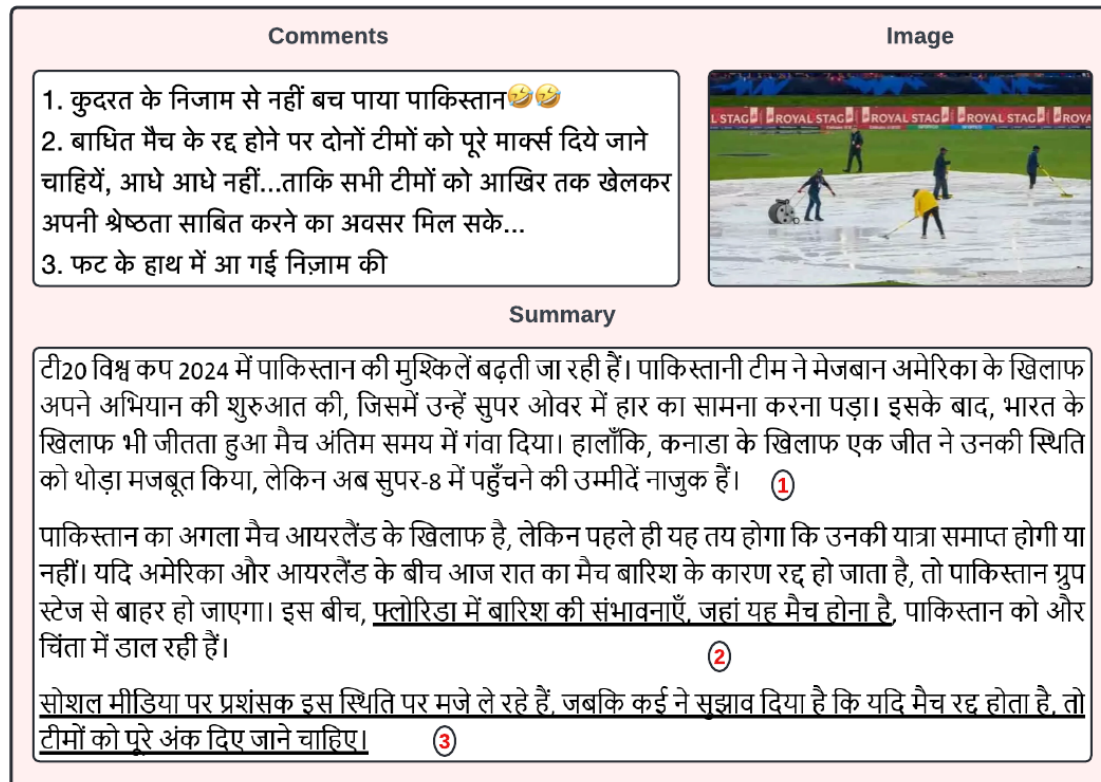 Comments
Image
1. कुदरत के निजाम से नहीं बच पाया पाकिस्तान🤣🤣
2. बाधित मैच के रद्द होने पर दोनों टीमों को पूरे मार्क्स दिये जाने
चाहियें, आधे आधे नहीं...ताकि सभी टीमों को आखिर तक खेलकर
अपनी श्रेष्ठता साबित करने का अवसर मिल सके...
3. फट के हाथ में आ गई निज़ाम की
L STAG ROYAL STAG ROYAL STAG ROYAL STAG ROYA
Summary
टी20 विश्व कप 2024 में पाकिस्तान की मुश्किलें बढ़ती जा रही हैं। पाकिस्तानी टीम ने मेजबान अमेरिका के खिलाफ
अपने अभियान की शुरुआत की, जिसमें उन्हें सुपर ओवर में हार का सामना करना पड़ा। इसके बाद, भारत के
खिलाफ भी जीतता हुआ मैच अंतिम समय में गंवा दिया। हालाँकि, कनाडा के खिलाफ एक जीत ने उनकी स्थिति
को थोड़ा मजबूत किया, लेकिन अब सुपर-8 में पहुँचने की उम्मीदें नाजुक हैं। 1
पाकिस्तान का अगला मैच आयरलैंड के खिलाफ है, लेकिन पहले ही यह तय होगा कि उनकी यात्रा समाप्त होगी या
नहीं। यदि अमेरिका और आयरलैंड के बीच आज रात का मैच बारिश के कारण रद्द हो जाता है, तो पाकिस्तान ग्रुप
स्टेज से बाहर हो जाएगा। इस बीच, फ्लोरिडा में बारिश की संभावनाएँ, जहां यह मैच होना है, पाकिस्तान को और
चिंता में डाल रही हैं।
2
सोशल मीडिया पर प्रशंसक इस स्थिति पर मजे ले रहे हैं, जबकि कई ने सुझाव दिया है कि यदि मैच रद्द होता है, तो
टीमों को पूरे अंक दिए जाने चाहिए। 3